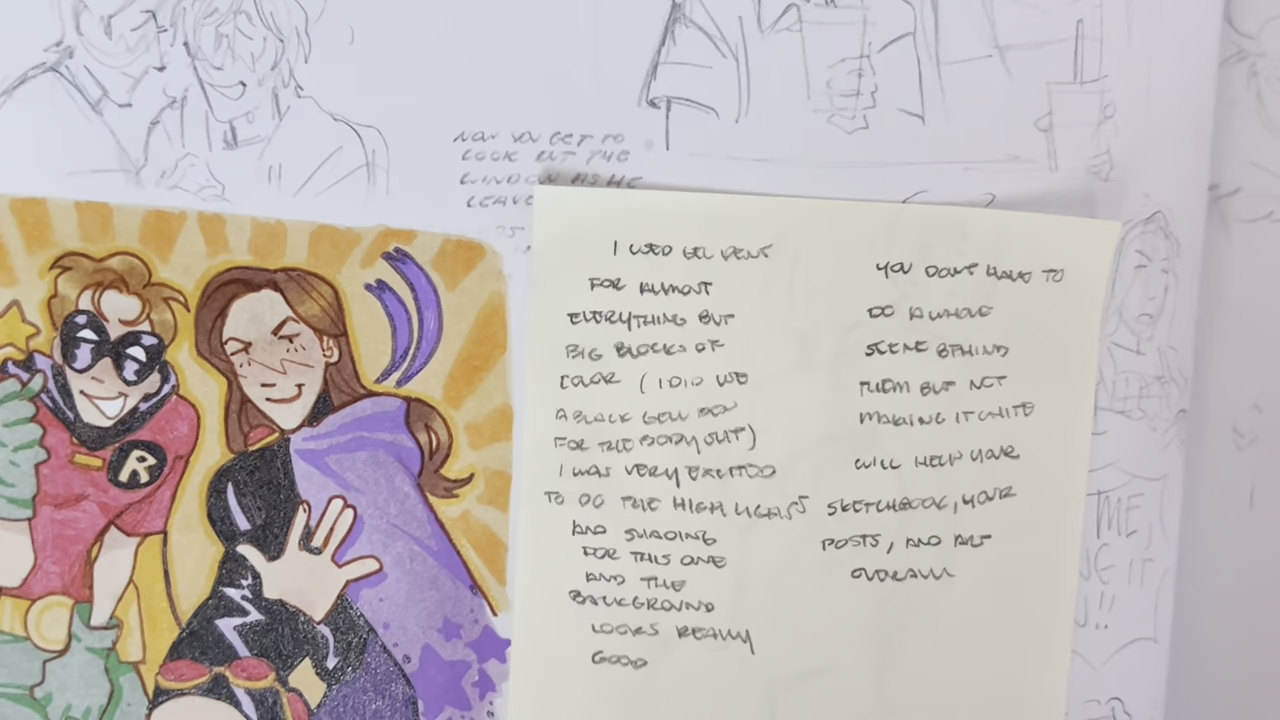 NOW YOU GET TO
LOOK OUT THE
WINDOW AS HE
LEAVE
R
I USED GEL PENS
FOR ALMOST
EVERYTHING BUT
BIG BLOCKS OF
COLOR (I DID USE
A BLACK GEL PEN
FOR THE BODY SUIT)
I WAS VERY EXCITED
TO DO THE HIGHLIGHTS
AND SHADING
FOR THIS ONE
AND THE
BACKGROUND
LOOKS REALLY
GOOD
YOU DON'T HAVE TO
DO A WHOLE
SCENE BEHIND
THEM BUT NOT
MAKING IT WHITE
WILL HELP YOUR
SKETCHBOOK, YOUR
POSTS, AND ART
OVERALL
ME,
IT
!!